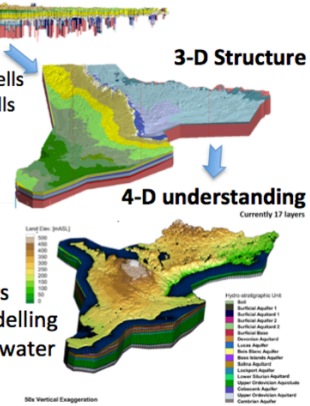 3-D Structure
ells
lls
4-D understanding
Currently 17 layers
Land Elev. [mASL]
500
450
400
350
300
250
200
150
100
50
0
s
delling
water
Hydro-stratigraphic Unit
Soil
Surficial Aquifer 1
Surficial Aquitard 1
Surficial Aquifer 2
Surficial Aquitard 2
Surficial Base
Devonian Aquitard
Lucas Aquifer
Bois Blanc Aquifer
Bass Islands Aquifer
Salina Aquitard
Lockport Aquifer
Lower Silurian Aquitard
Upper Ordovician Aquiclude
Collingwood Aquifer
Upper Ordovician Aquitard
Cambrian Aquifer
50x Vertical Exaggeration